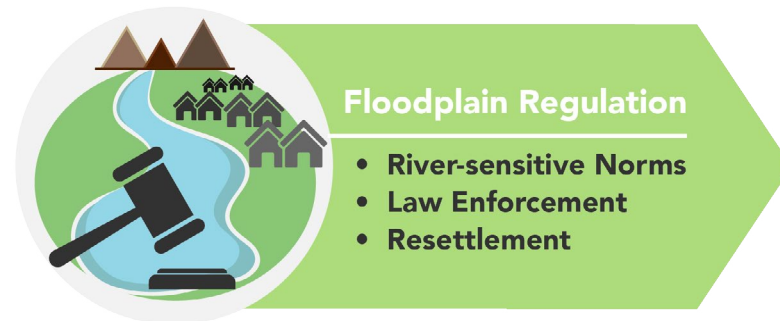 Floodplain Regulation
• River-sensitive Norms
• Law Enforcement
• Resettlement